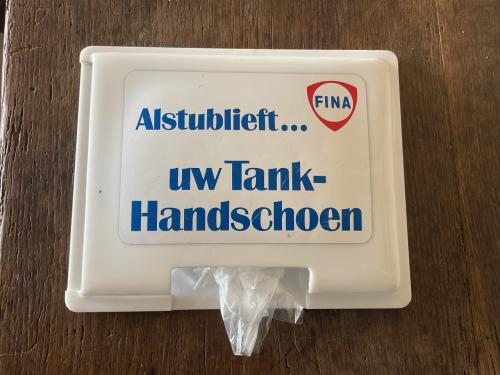 FINA
Alstublieft...
uw Tank-
Handschoen